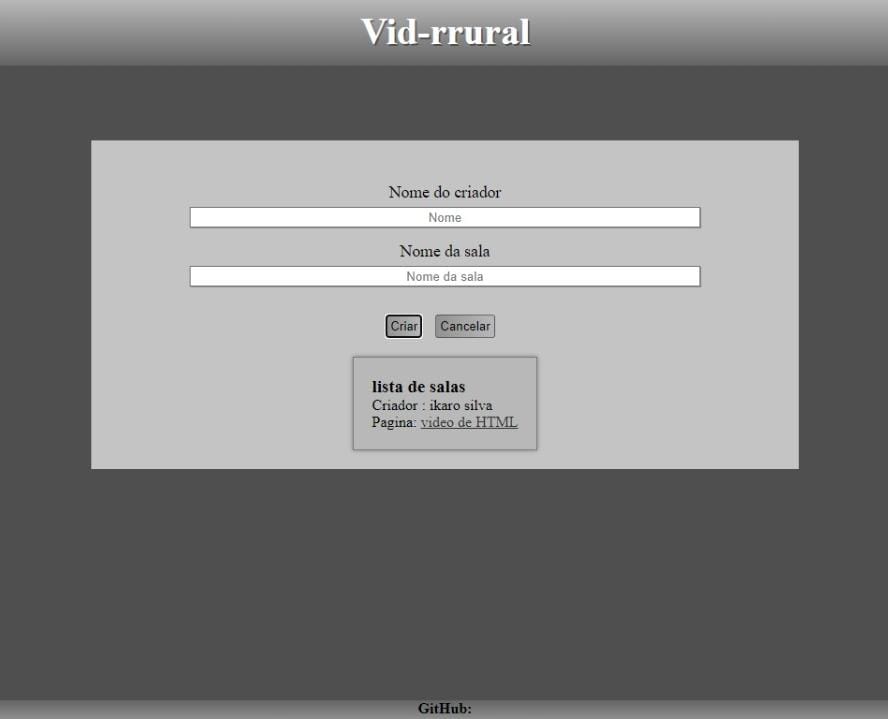 Vid-rrural
Nome do criador
Nome
Nome da sala
Nome da sala
Criar Cancelar
lista de salas
Criador : ikaro silva
Pagina: video de HTML
GitHub: